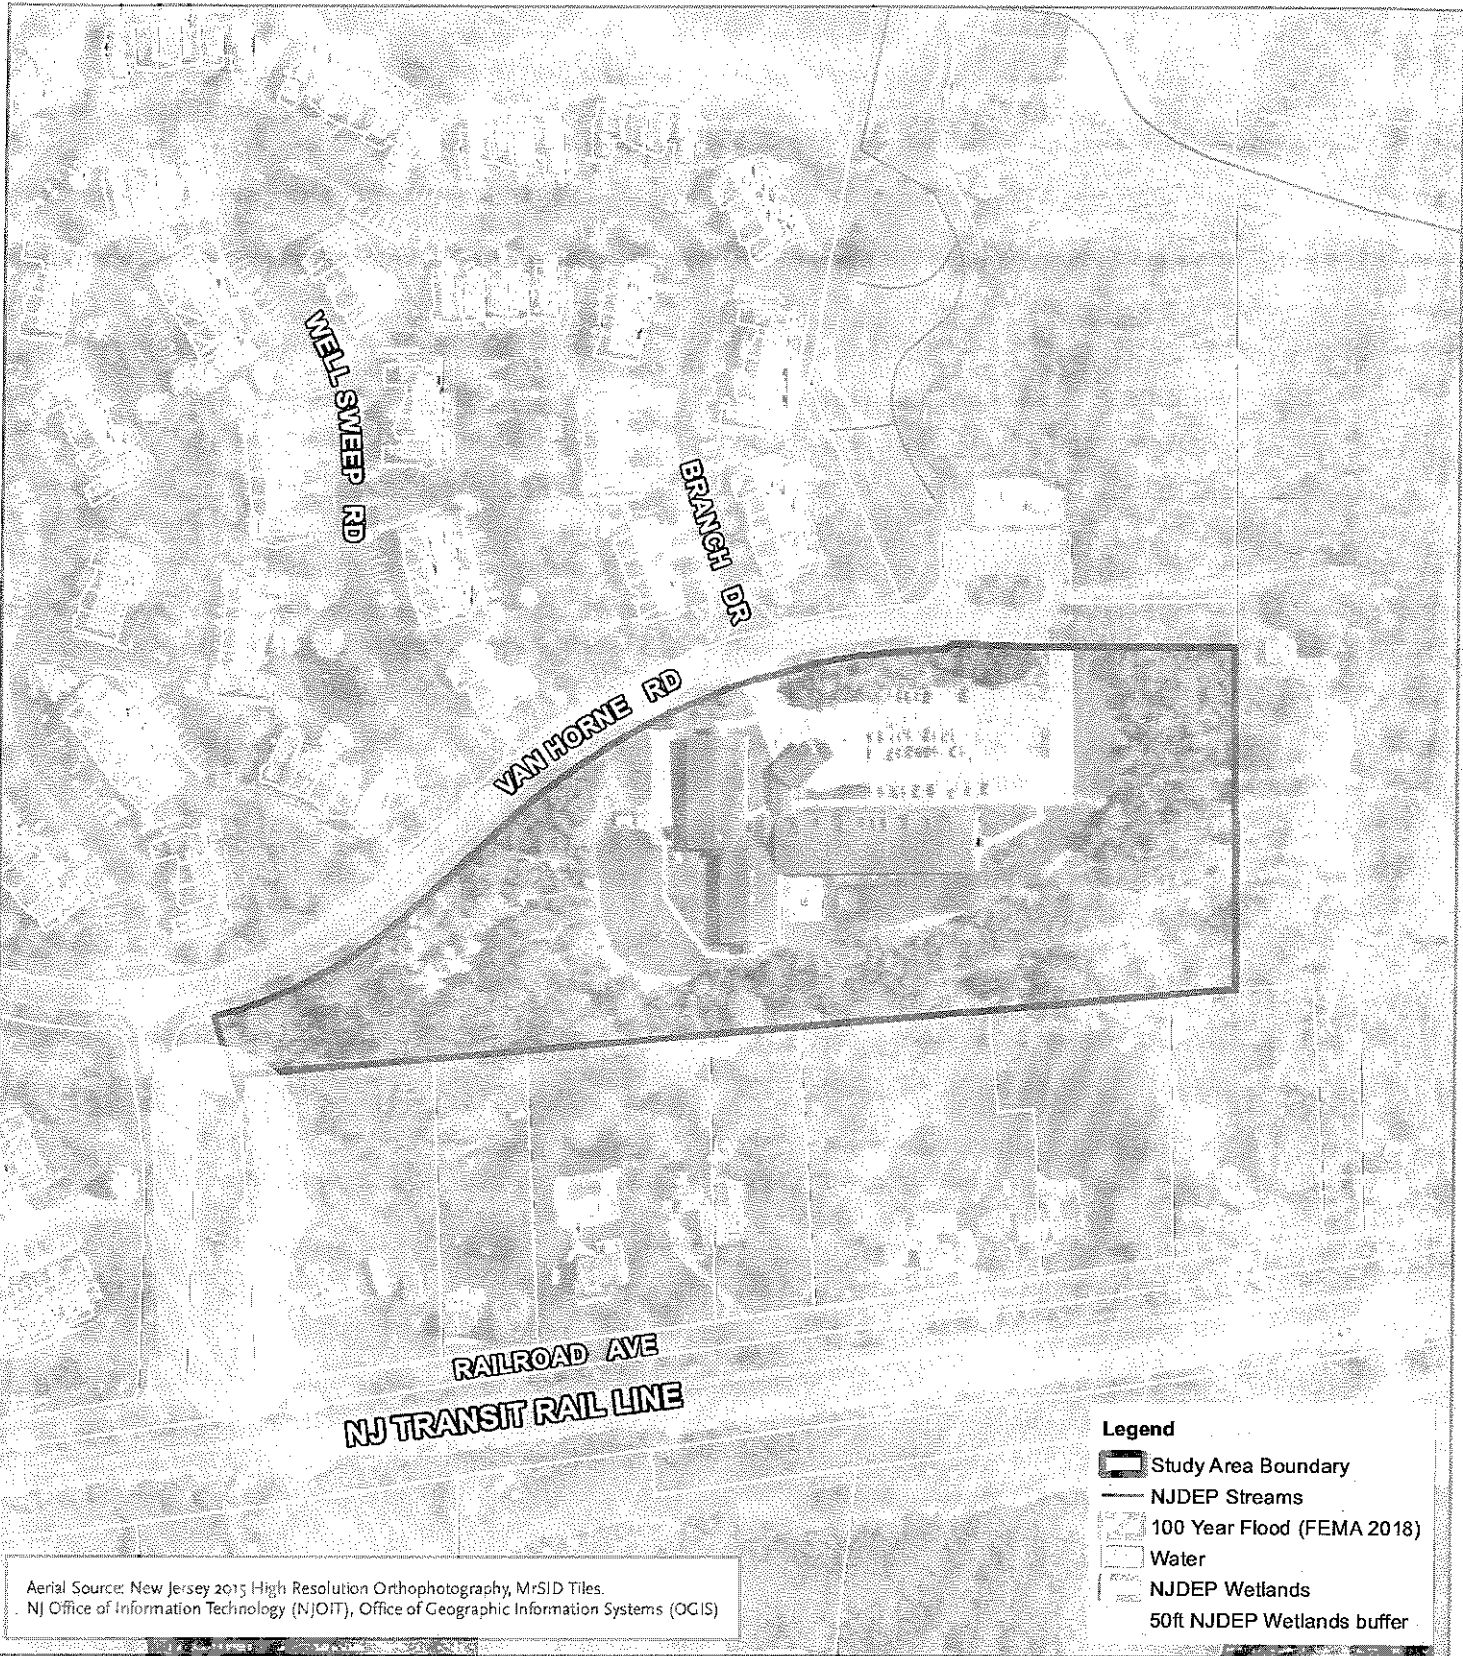 WELL SWEEP RD
BRANCH DR
VAN HORNE RD
RAILROAD AVE
NJ TRANSIT RAIL LINE
Legend
Study Area Boundary
NJDEP Streams
100 Year Flood (FEMA 2018)
Water
NJDEP Wetlands
50ft NJDEP Wetlands buffer
Aerial Source: New Jersey 2015 High Resolution Orthophotography, MrSID Tiles.
NJ Office of Information Technology (NJOIT), Office of Geographic Information Systems (OGIS)